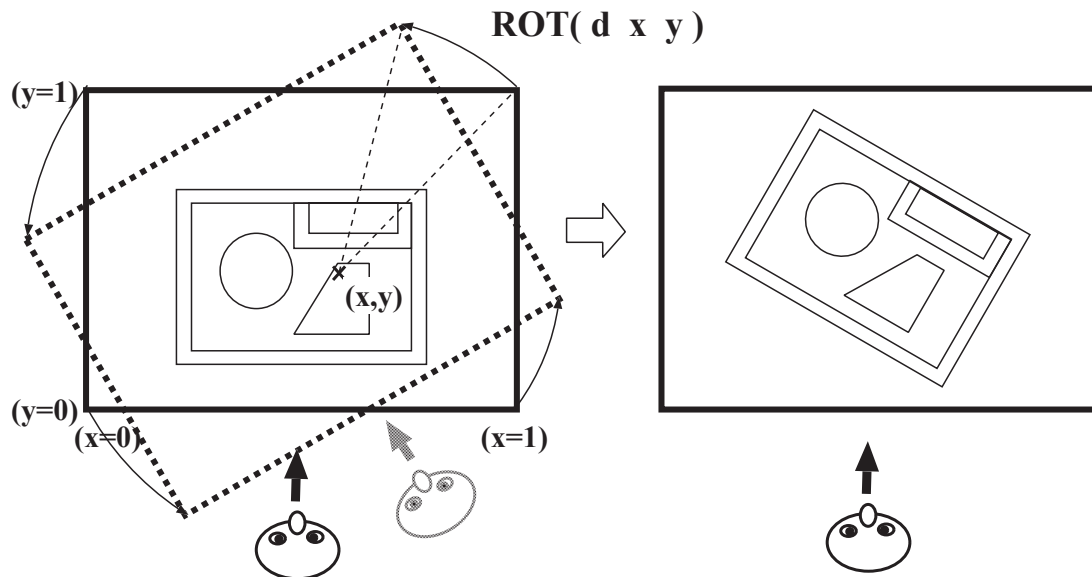 ROT( d x y )
(y=1)
(x,y)
(y=0)
(x=0)
(x=1)